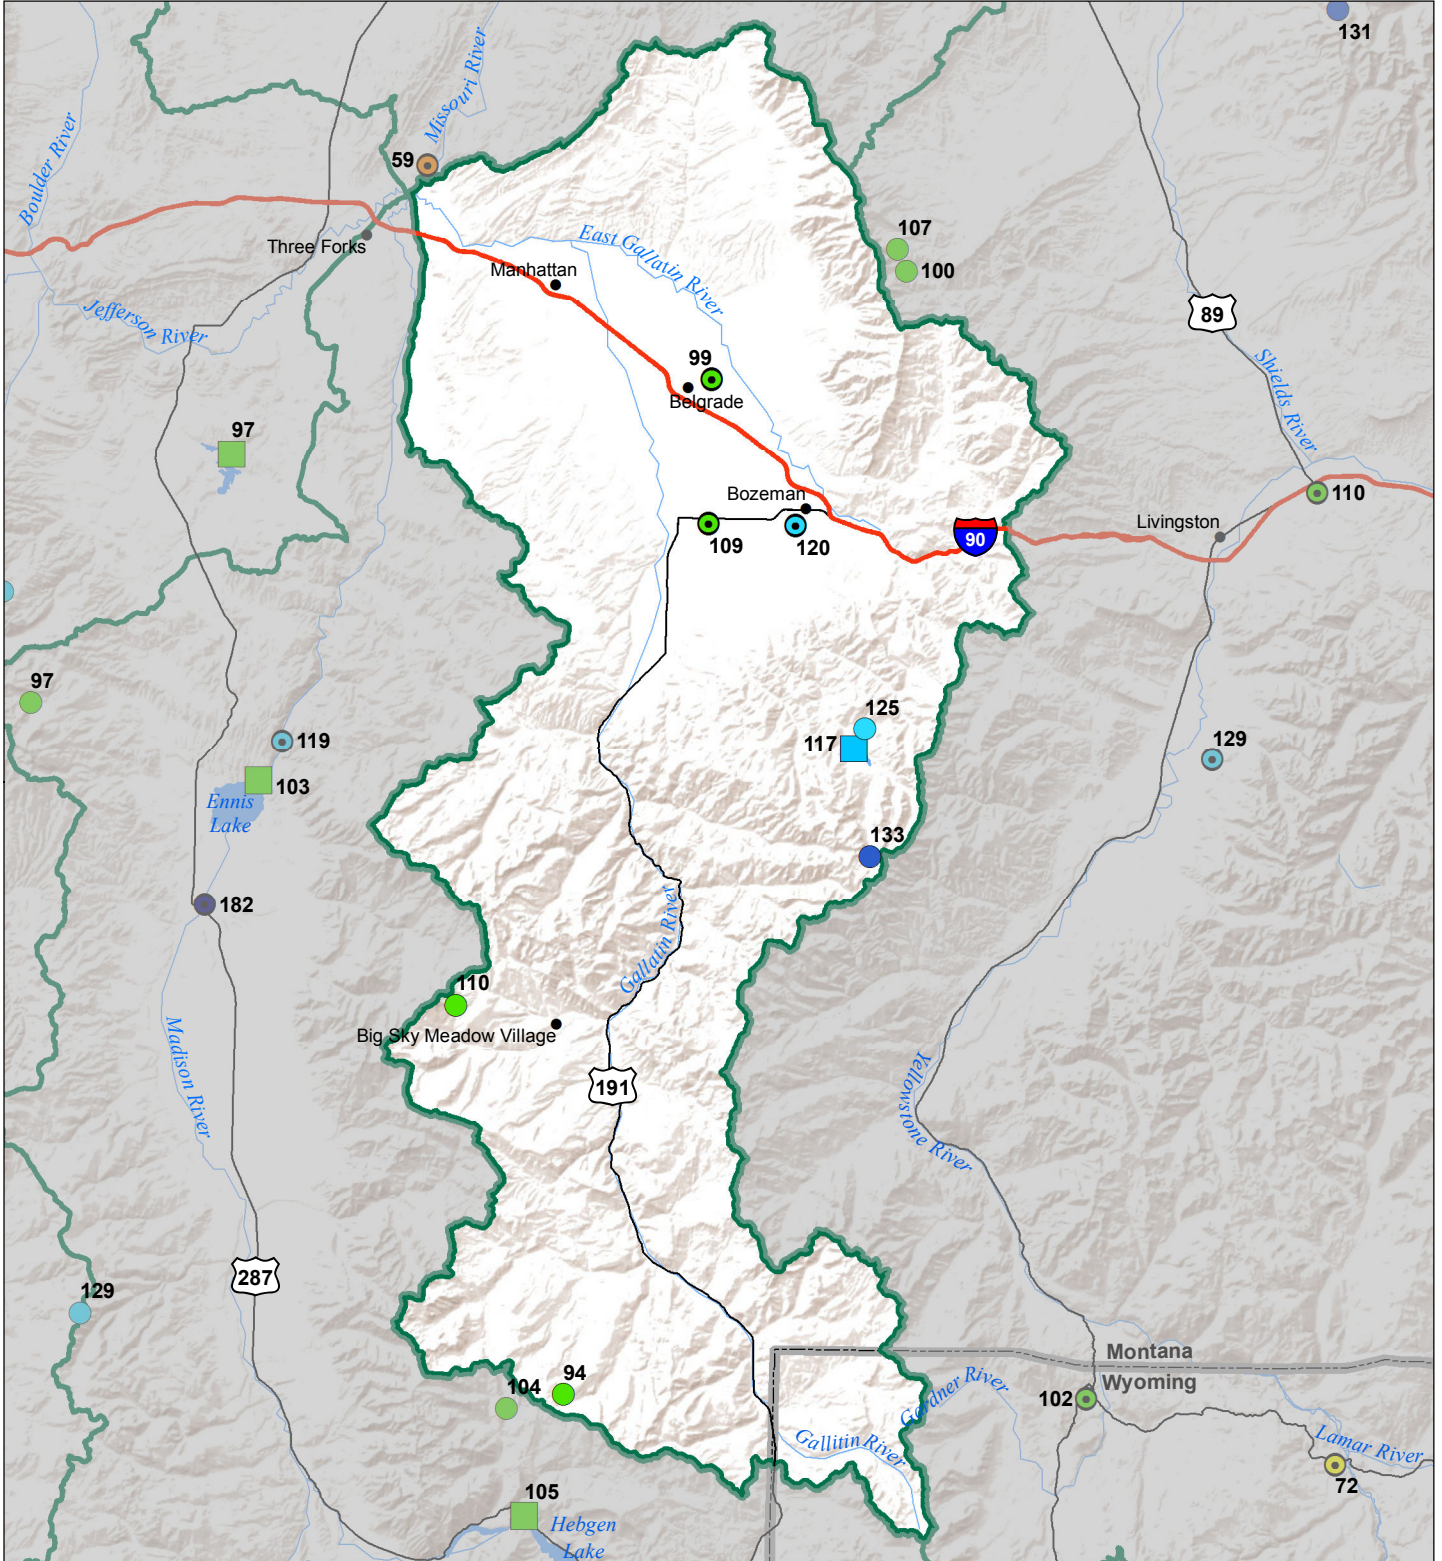 131
Missouri River
Boulder River
59
Three Forks
East Gallatin River
107
100
Manhattan
89
Jefferson River
99
Belgrade
Shields River
97
Bozeman
110
109
120
90
Livingston
97
125
117
119
129
103
Ennis
Lake
133
182
Gallatin River
110
Big Sky Meadow Village
Madison River
191
Yellowstone River
287
129
Montana
Wyoming
104
94
102
Gardner River
Gallitin River
Lamar River
72
105
Hebgen
Lake